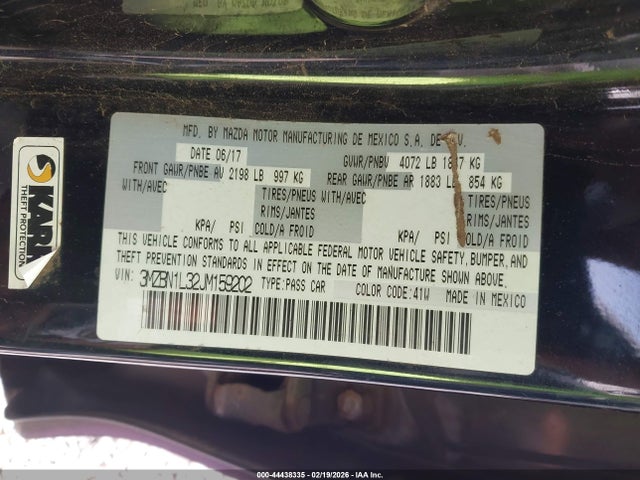 MFD. BY MAZDA MOTOR MANUFACTURING DE MEXICO S.A. DE
DATE 06/17 GVWR/PNBV 4072 LB KG
FRONT GAWR/PNBE AV 2198 LB 997 KG REAR GAWR/PNBE AR 1883 LB 854 KG
WITH/AVEC TIRES/PNEUS WITH/AVEC TIRES/PNEUS
RIMS/JANTES RIMS/JANTES
KPA/ PSI COLD/A FROID KPA/ PSI COLD/A FROID
THIS VEHICLE CONFORMS TO ALL APPLICABLE FEDERAL MOTOR VEHICLE SAFETY, BUMPER, AND
THEFT PREVENTION STANDARDS IN EFFECT ON THE DATE OF MANUFACTURE SHOWN ABOVE.
VIN: 3MZBN1L32JM159202 TYPE:PASS CAR COLOR CODE:41W MADE IN MEXICO
KAR
THEFT PROTECTION
000-44438335 - 02/19/2026 - IAA Inc.